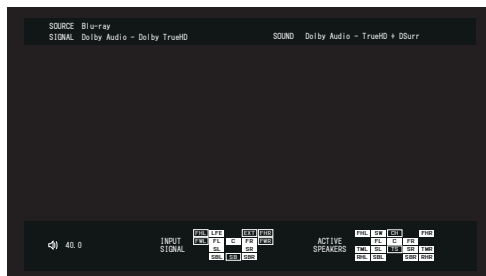 SOURCE Blu-ray
SIGNAL Dolby Audio - Dolby TrueHD
SOUND Dolby Audio - TrueHD + DSurr
40.0
INPUT SIGNAL
FHL LFE EXT FHR
FWL FL C FR FWR
SL SR
SBL SB SBR
ACTIVE SPEAKERS
FHL SW CH FHR
FL C FR
TML SL TS SR TMR
RHL SBL SBR RHR